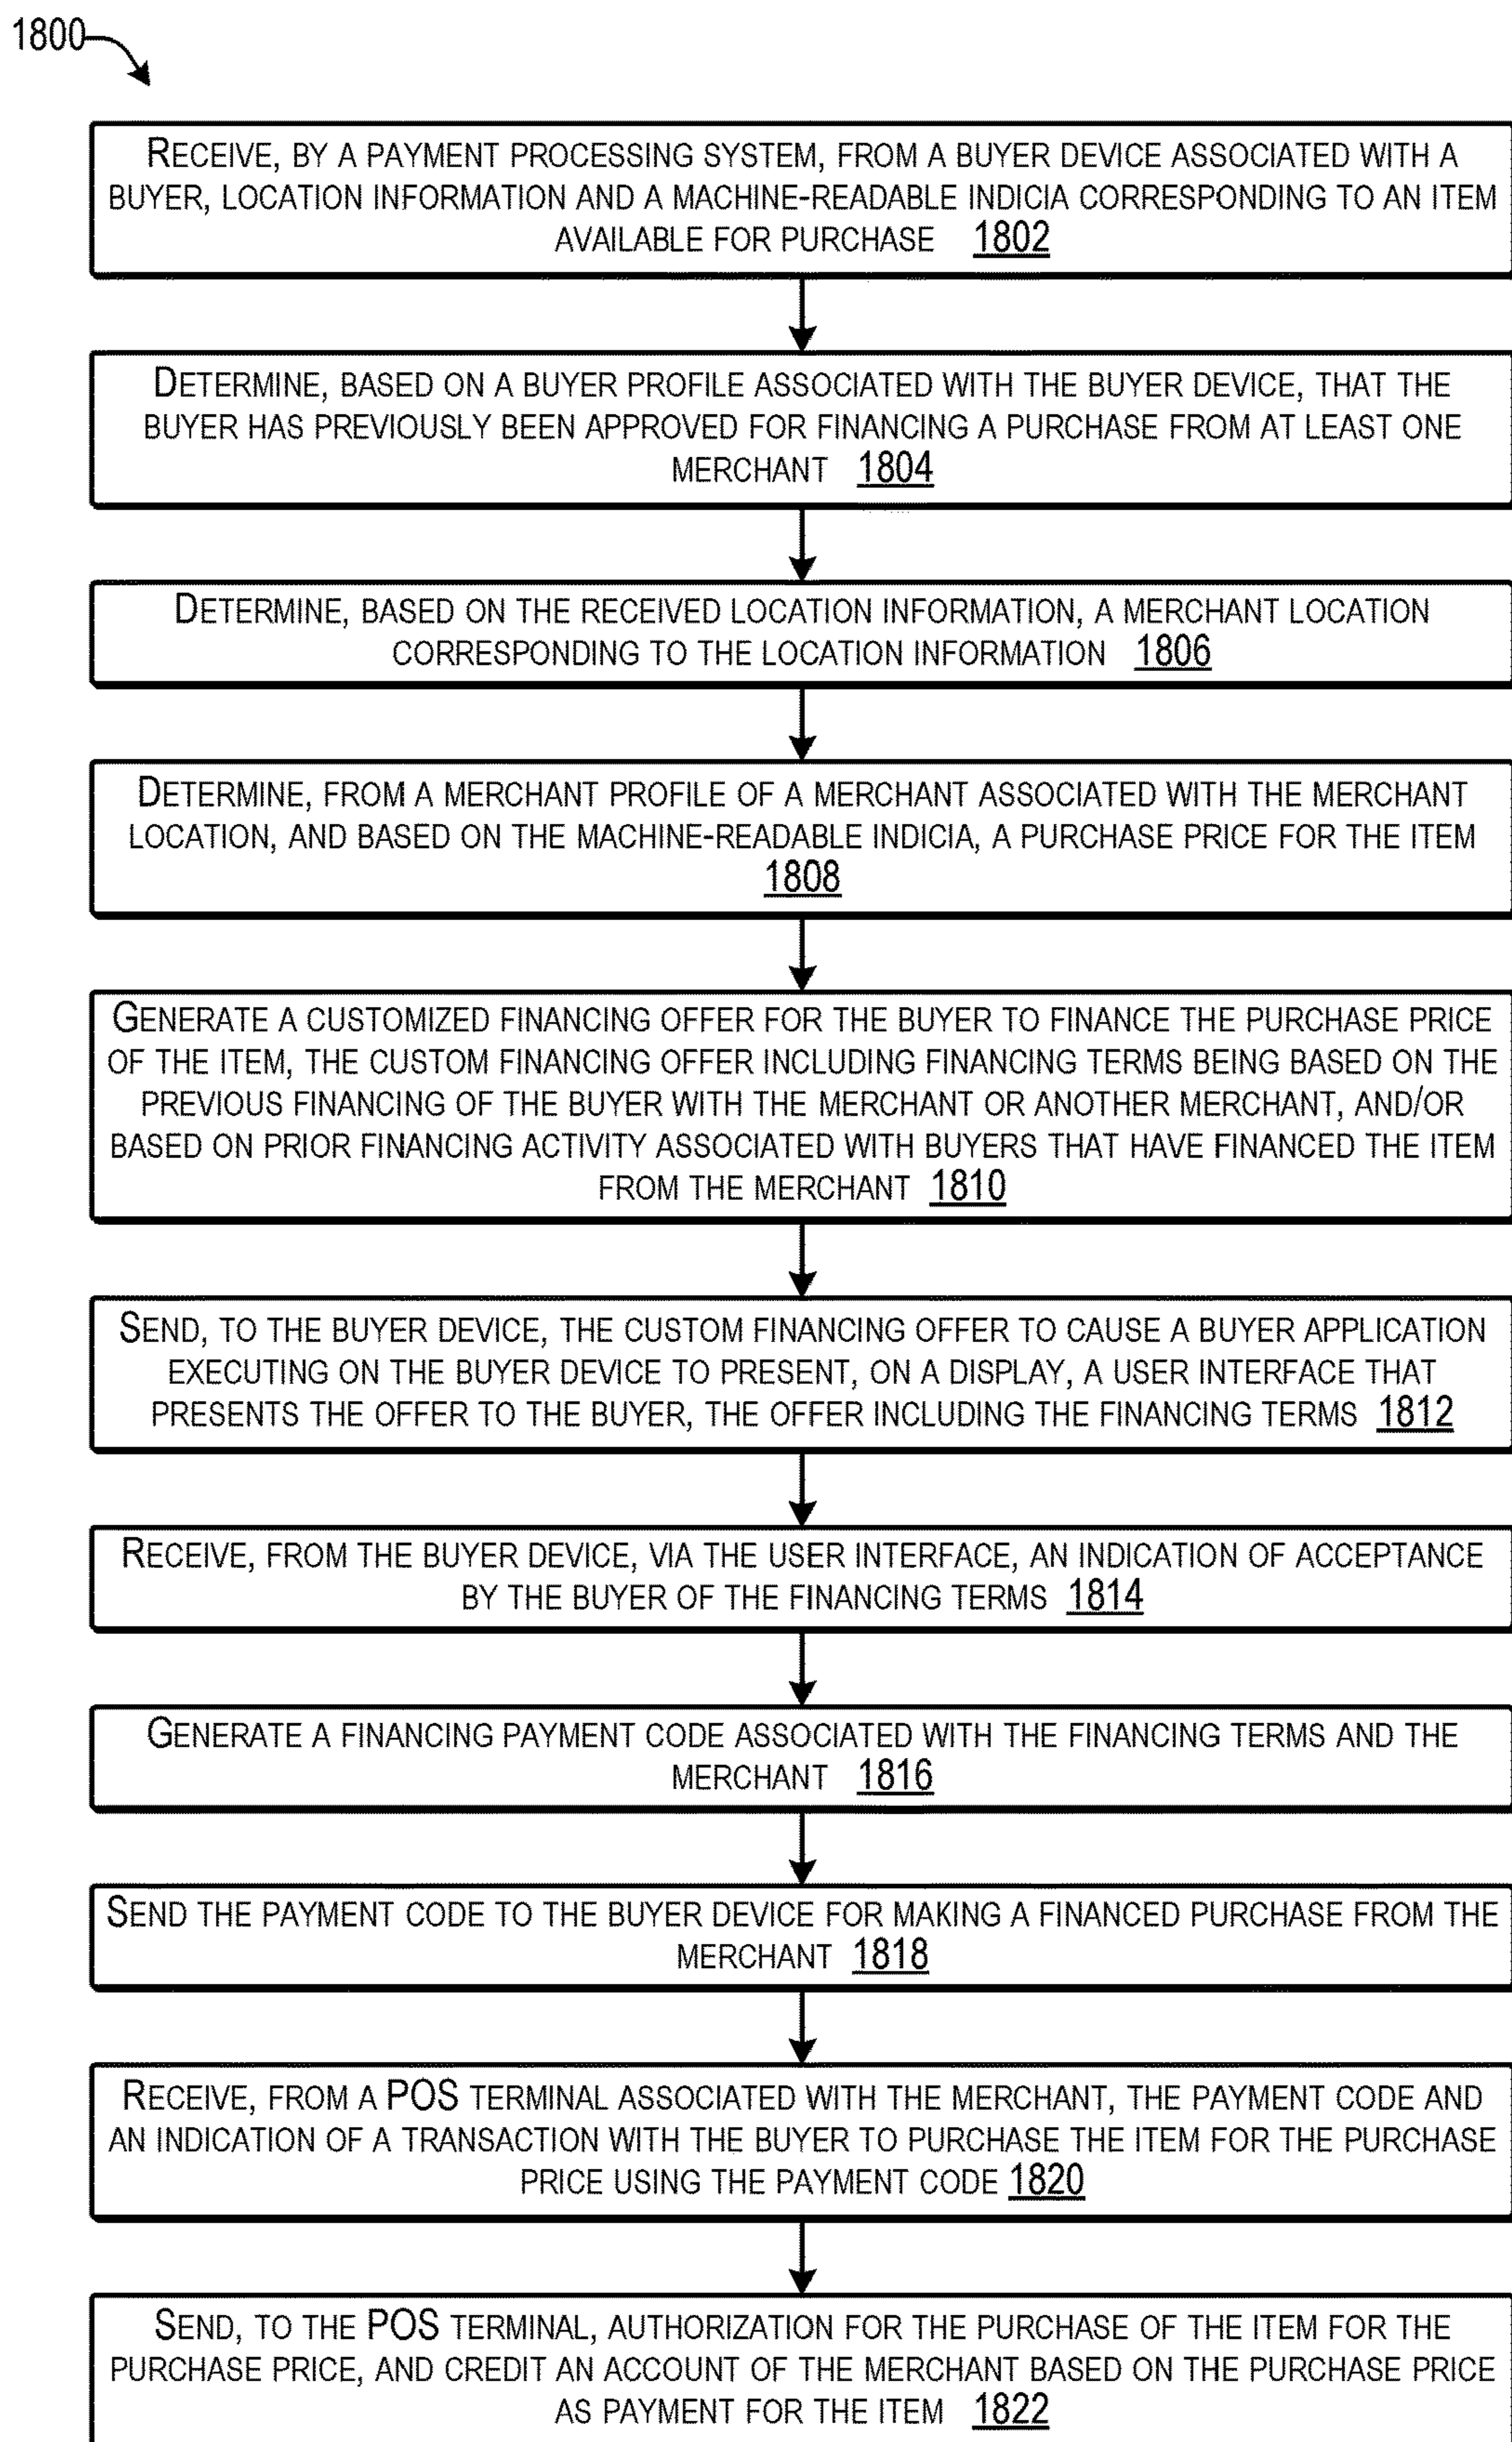 1800
RECEIVE, BY A PAYMENT PROCESSING SYSTEM, FROM A BUYER DEVICE ASSOCIATED WITH A
BUYER, LOCATION INFORMATION AND A MACHINE-READABLE INDICIA CORRESPONDING TO AN ITEM
AVAILABLE FOR PURCHASE 1802
DETERMINE, BASED ON A BUYER PROFILE ASSOCIATED WITH THE BUYER DEVICE, THAT THE
BUYER HAS PREVIOUSLY BEEN APPROVED FOR FINANCING A PURCHASE FROM AT LEAST ONE
MERCHANT 1804
DETERMINE, BASED ON THE RECEIVED LOCATION INFORMATION, A MERCHANT LOCATION
CORRESPONDING TO THE LOCATION INFORMATION 1806
DETERMINE, FROM A MERCHANT PROFILE OF A MERCHANT ASSOCIATED WITH THE MERCHANT
LOCATION, AND BASED ON THE MACHINE-READABLE INDICIA, A PURCHASE PRICE FOR THE ITEM
1808
GENERATE A CUSTOMIZED FINANCING OFFER FOR THE BUYER TO FINANCE THE PURCHASE PRICE
OF THE ITEM, THE CUSTOM FINANCING OFFER INCLUDING FINANCING TERMS BEING BASED ON THE
PREVIOUS FINANCING OF THE BUYER WITH THE MERCHANT OR ANOTHER MERCHANT, AND/OR
BASED ON PRIOR FINANCING ACTIVITY ASSOCIATED WITH BUYERS THAT HAVE FINANCED THE ITEM
FROM THE MERCHANT 1810
SEND, TO THE BUYER DEVICE, THE CUSTOM FINANCING OFFER TO CAUSE A BUYER APPLICATION
EXECUTING ON THE BUYER DEVICE TO PRESENT, ON A DISPLAY, A USER INTERFACE THAT
PRESENTS THE OFFER TO THE BUYER, THE OFFER INCLUDING THE FINANCING TERMS 1812
RECEIVE, FROM THE BUYER DEVICE, VIA THE USER INTERFACE, AN INDICATION OF ACCEPTANCE
BY THE BUYER OF THE FINANCING TERMS 1814
GENERATE A FINANCING PAYMENT CODE ASSOCIATED WITH THE FINANCING TERMS AND THE
MERCHANT 1816
SEND THE PAYMENT CODE TO THE BUYER DEVICE FOR MAKING A FINANCED PURCHASE FROM THE
MERCHANT 1818
RECEIVE, FROM A POS TERMINAL ASSOCIATED WITH THE MERCHANT, THE PAYMENT CODE AND
AN INDICATION OF A TRANSACTION WITH THE BUYER TO PURCHASE THE ITEM FOR THE PURCHASE
PRICE USING THE PAYMENT CODE 1820
SEND, TO THE POS TERMINAL, AUTHORIZATION FOR THE PURCHASE OF THE ITEM FOR THE
PURCHASE PRICE, AND CREDIT AN ACCOUNT OF THE MERCHANT BASED ON THE PURCHASE PRICE
AS PAYMENT FOR THE ITEM 1822